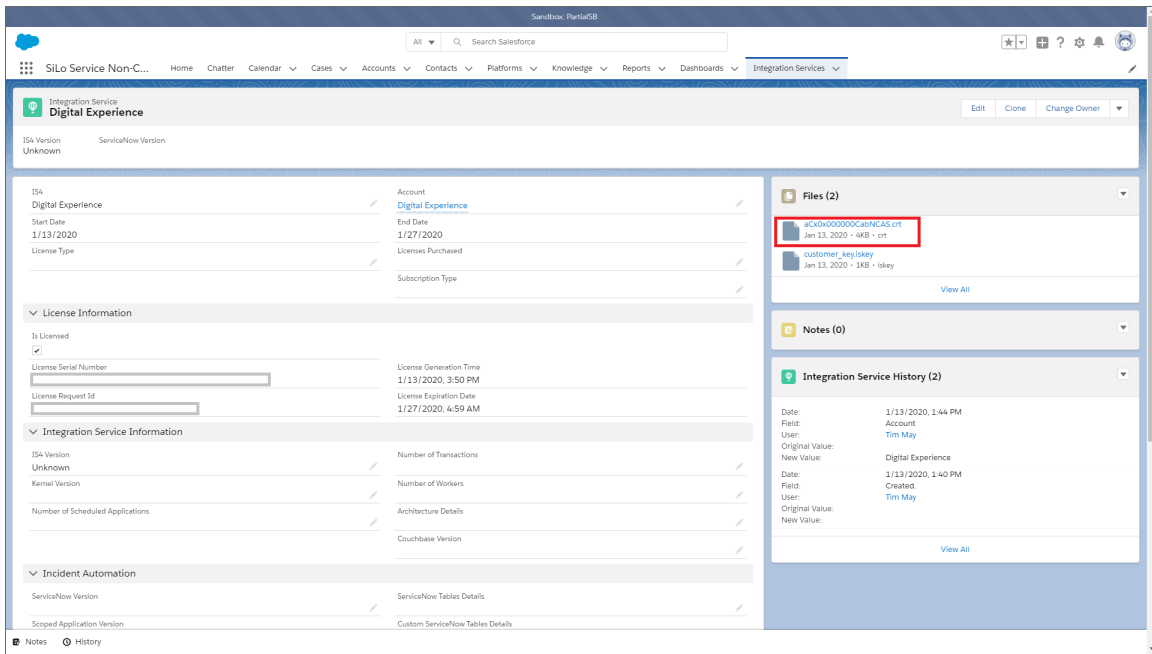 Sandbox: PartialSB
All
Search Salesforce
SiLo Service Non-C... Home Chatter Calendar Cases Accounts Contacts Platforms Knowledge Reports Dashboards Integration Services
Integration Service
Digital Experience
Edit Clone Change Owner
IS4 Version ServiceNow Version
Unknown
IS4 Account
Digital Experience Digital Experience
Start Date End Date
1/13/2020 1/27/2020
License Type Licenses Purchased
Subscription Type
License Information
Is Licensed
License Serial Number License Generation Time
1/13/2020, 3:50 PM
License Request Id License Expiration Date
1/27/2020, 4:59 AM
Integration Service Information
IS4 Version Number of Transactions
Unknown
Kernel Version Number of Workers
Number of Scheduled Applications Architecture Details
Couchbase Version
Incident Automation
ServiceNow Version ServiceNow Tables Details
Scoped Application Version Custom ServiceNow Tables Details
Files (2)
aCx0x000000CabNCAS.crt
Jan 13, 2020 • 4KB • crt
customer_key.iskey
Jan 13, 2020 • 1KB • iskey
View All
Notes (0)
Integration Service History (2)
Date: 1/13/2020, 1:44 PM
Field: Account
User: Tim May
Original Value:
New Value: Digital Experience
Date: 1/13/2020, 1:40 PM
Field: Created.
User: Tim May
Original Value:
New Value:
View All
Notes History